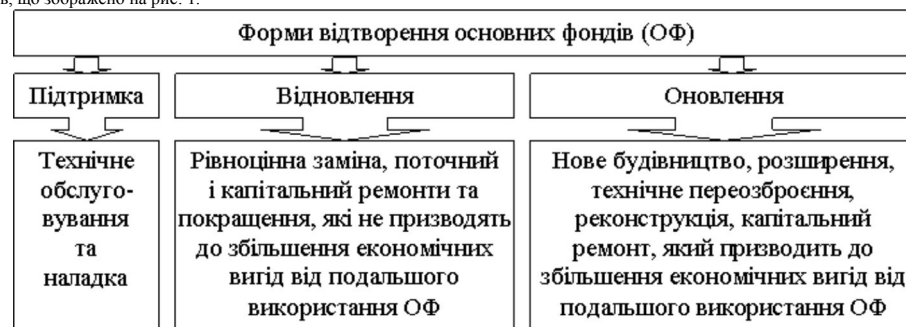 в, що зображено на рис. 1.
Форми відтворення основних фондів (ОФ)
Підтримка
Відновлення
Оновлення
Технічне
обслуго-
вування
та
наладка
Рівноцінна заміна, поточний
і капітальний ремонти та
покращення, які не призводять
до збільшення економічних
вигід від подальшого
використання ОФ
Нове будівництво, розширення,
технічне переозброєння,
реконструкція, капітальний
ремонт, який призводить до
збільшення економічних вигід від
подальшого використання ОФ